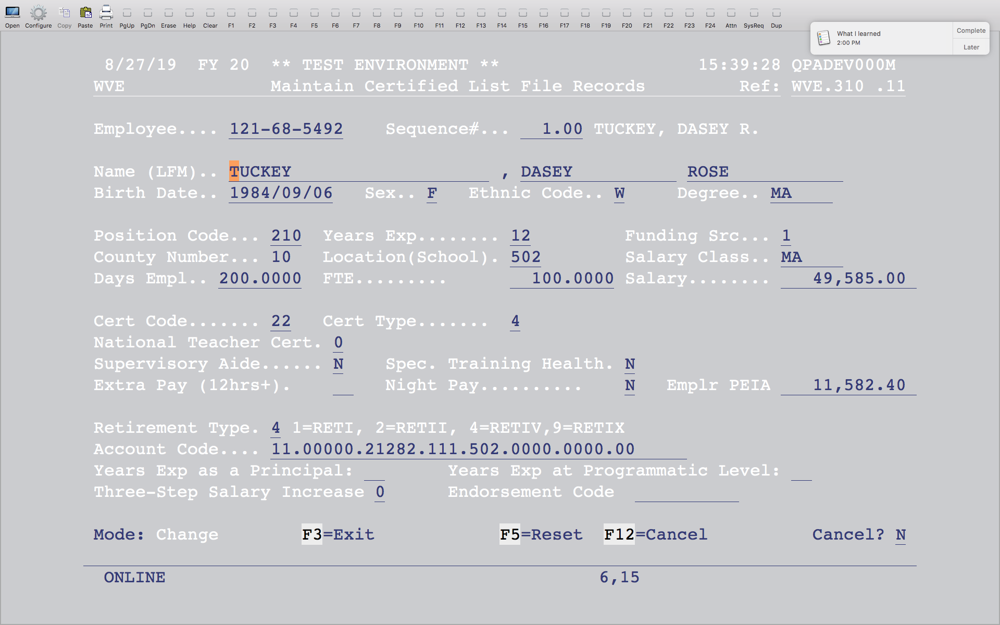 Open Configure Copy Paste Print PgUp PgDn Erase Help Clear F1 F2 F3 F4 F5 F6 F7 F8 F9 F10 F11 F12 F13 F14 F15 F16 F17 F18 F19 F20 F21 F22 F23 F24 Attn SysReq Dup
What I learned Complete
2:00 PM Later
8/27/19 FY 20 ** TEST ENVIRONMENT ** 15:39:28 QPADEV000M
WVE Maintain Certified List File Records Ref: WVE.310 .11
Employee.... 121-68-5492 Sequence#... 1.00 TUCKEY, DASEY R.
Name (LFM).. TUCKEY , DASEY ROSE
Birth Date.. 1984/09/06 Sex.. F Ethnic Code.. W Degree.. MA
Position Code... 210 Years Exp........ 12 Funding Src... 1
County Number... 10 Location(School). 502 Salary Class.. MA
Days Empl.. 200.0000 FTE......... 100.0000 Salary........ 49,585.00
Cert Code....... 22 Cert Type....... 4
National Teacher Cert. 0
Supervisory Aide...... N Spec. Training Health. N
Extra Pay (12hrs+). Night Pay.......... N Emplr PEIA 11,582.40
Retirement Type. 4 1=RETI, 2=RETII, 4=RETIV,9=RETIX
Account Code.... 11.00000.21282.111.502.0000.0000.00
Years Exp as a Principal: Years Exp at Programmatic Level:
Three-Step Salary Increase 0 Endorsement Code
Mode: Change F3=Exit F5=Reset F12=Cancel Cancel? N
ONLINE 6,15